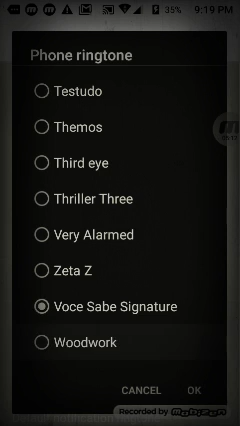 35% 9:19 PM
Phone ringtone
Testudo
Themos
Third eye
Thriller Three
Very Alarmed
Zeta Z
Voce Sabe Signature
Woodwork
CANCEL OK
Recorded by Mobizen